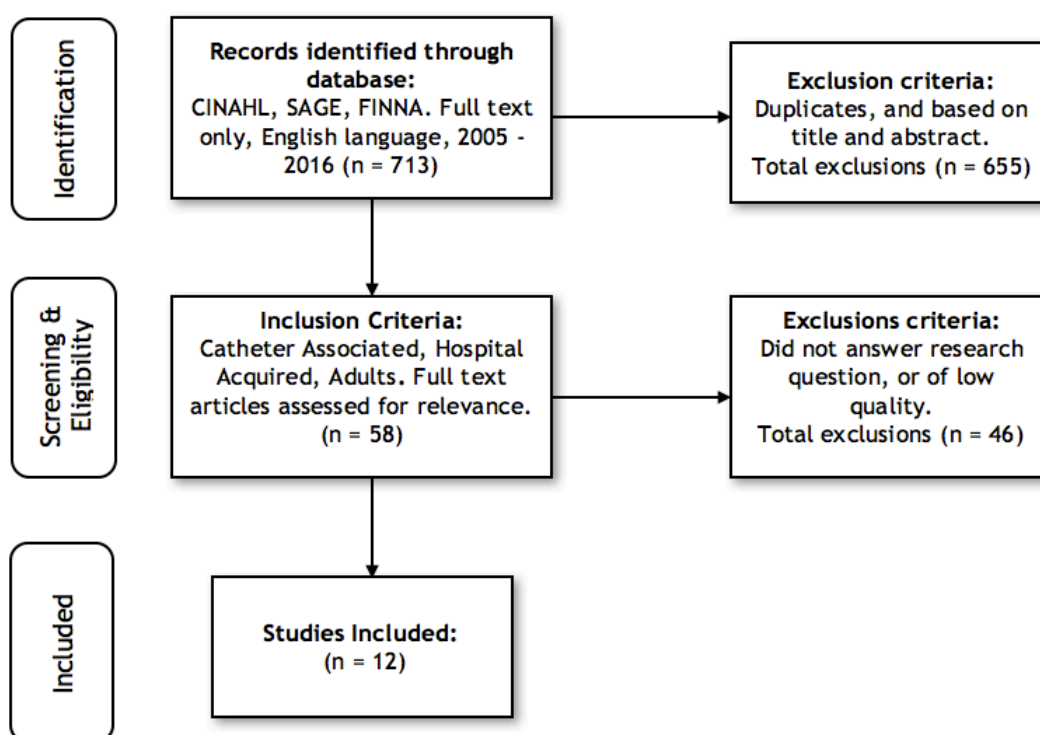 Identification
Records identified through
database:
CINAHL, SAGE, FINNA. Full text
only, English language, 2005 -
2016 (n = 713)
Exclusion criteria:
Duplicates, and based on
title and abstract.
Total exclusions (n = 655)
Screening &
Eligibility
Inclusion Criteria:
Catheter Associated, Hospital
Acquired, Adults. Full text
articles assessed for relevance.
(n = 58)
Exclusions criteria:
Did not answer research
question, or of low
quality.
Total exclusions (n = 46)
Included
Studies Included:
(n = 12)